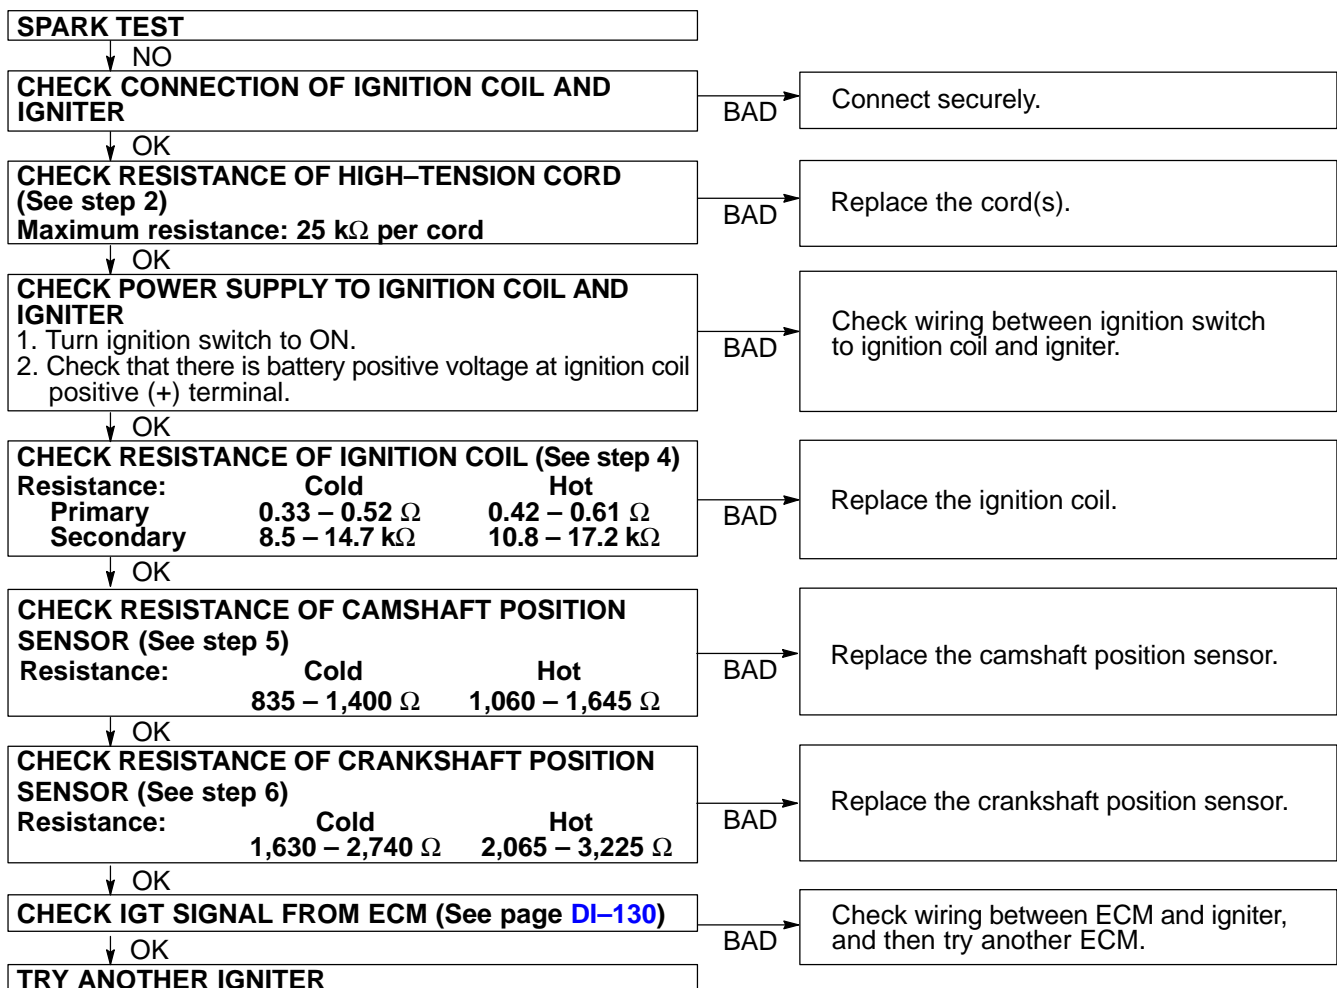 SPARK TEST
NO
CHECK CONNECTION OF IGNITION COIL AND
IGNITER
BAD
Connect securely.
OK
CHECK RESISTANCE OF HIGH–TENSION CORD
(See step 2)
Maximum resistance: 25 kΩ per cord
BAD
Replace the cord(s).
OK
CHECK POWER SUPPLY TO IGNITION COIL AND
IGNITER
1. Turn ignition switch to ON.
2. Check that there is battery positive voltage at ignition coil
positive (+) terminal.
BAD
Check wiring between ignition switch
to ignition coil and igniter.
OK
CHECK RESISTANCE OF IGNITION COIL (See step 4)
Resistance: Cold Hot
Primary 0.33 – 0.52 Ω 0.42 – 0.61 Ω
Secondary 8.5 – 14.7 kΩ 10.8 – 17.2 kΩ
BAD
Replace the ignition coil.
OK
CHECK RESISTANCE OF CAMSHAFT POSITION
SENSOR (See step 5)
Resistance: Cold Hot
835 – 1,400 Ω 1,060 – 1,645 Ω
BAD
Replace the camshaft position sensor.
OK
CHECK RESISTANCE OF CRANKSHAFT POSITION
SENSOR (See step 6)
Resistance: Cold Hot
1,630 – 2,740 Ω 2,065 – 3,225 Ω
BAD
Replace the crankshaft position sensor.
OK
CHECK IGT SIGNAL FROM ECM (See page DI–130)
BAD
Check wiring between ECM and igniter,
and then try another ECM.
OK
TRY ANOTHER IGNITER